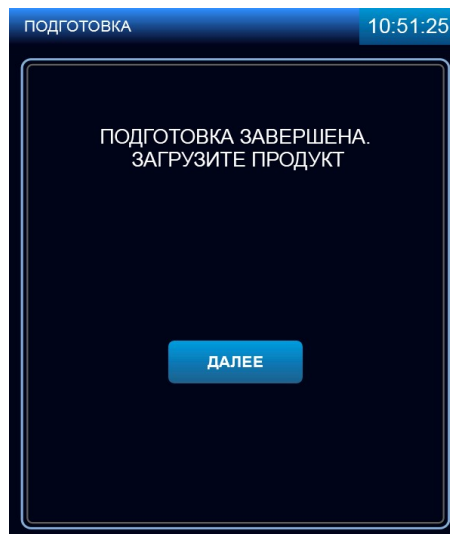 ПОДГОТОВКА
10:51:25
ПОДГОТОВКА ЗАВЕРШЕНА.
ЗАГРУЗИТЕ ПРОДУКТ
ДАЛЕЕ